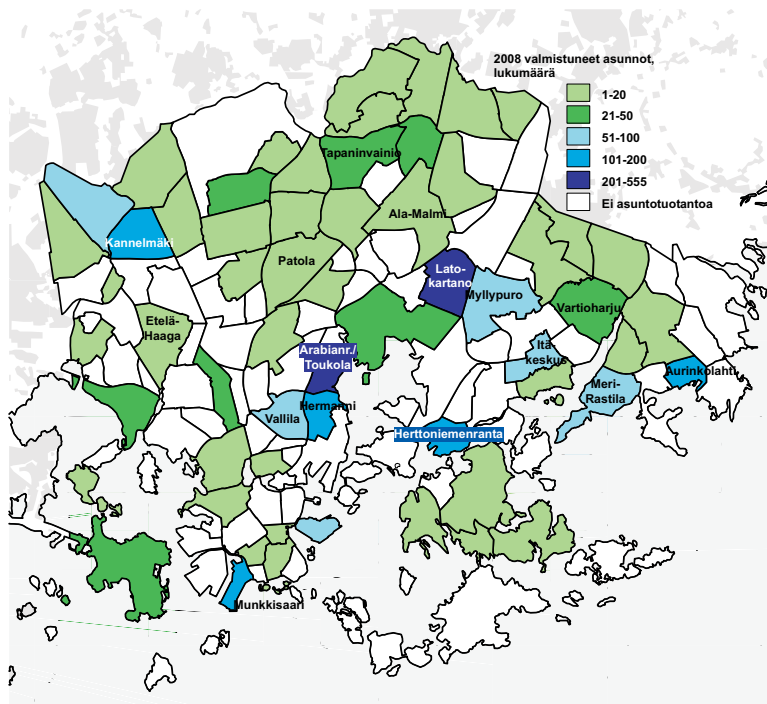 2008 valmistuneet asunnot,
lukumäärä
1-20
21-50
51-100
101-200
201-555
Ei asuntotuotantoa
Tapaninvainio
Ala-Malmi
Kannelmäki
Patola
Lato-
kartano
Myllypuro
Vartioharju
Etelä-
Haaga
Arabianr./
Toukola
Itä-
keskus
Aurinkolahti
Meri-
Rastila
Vallila
Hermanni
Herttoniemenranta
Munkkisaari